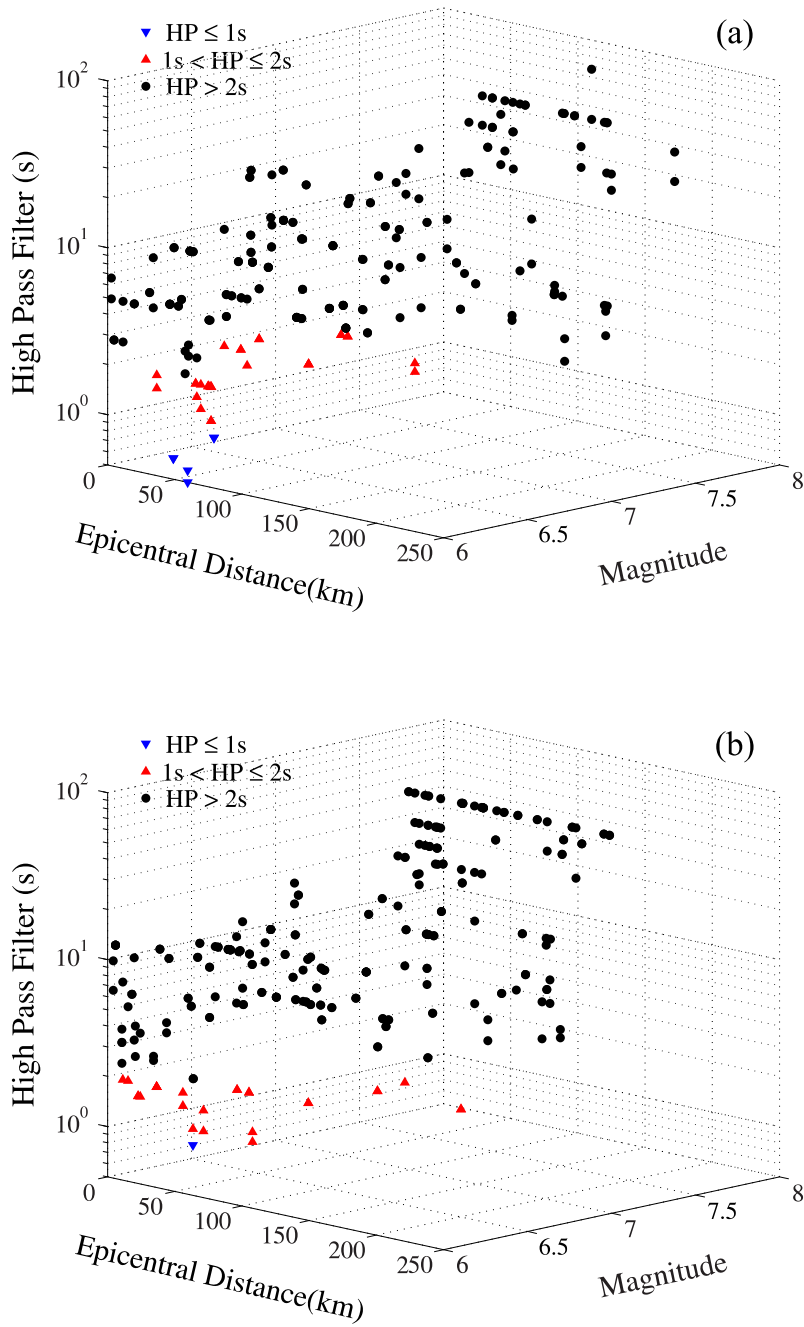 (a)
HP ≤ 1s
1s < HP ≤ 2s
HP > 2s
High Pass Filter (s)
10²
10¹
10⁰
0
50
100
150
200
250
Epicentral Distance(km)
6
6.5
7
7.5
8
Magnitude
(b)
HP ≤ 1s
1s < HP ≤ 2s
HP > 2s
High Pass Filter (s)
10²
10¹
10⁰
0
50
100
150
200
250
Epicentral Distance(km)
6
6.5
7
7.5
8
Magnitude